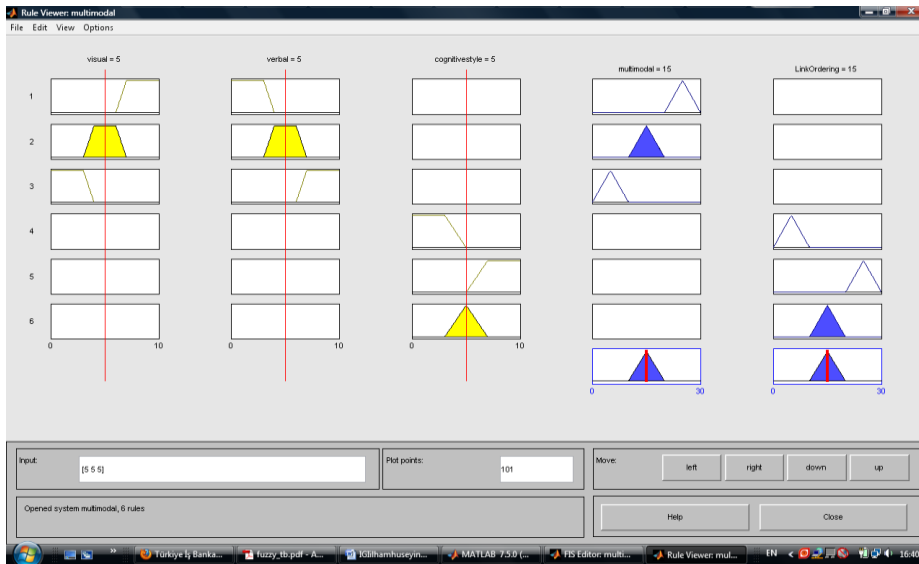 Rule Viewer: multimodal
File Edit View Options
visual = 5 verbal = 5 cognitivestyle = 5 multimodal = 15 LinkOrdering = 15
1
2
3
4
5
6
0 10 0 10 0 10
0 30 0 30
Input: [5 5 5] Plot points: 101 Move: left right down up
Opened system multimodal, 6 rules Help Close
» Türkiye İş Banka... fuzzy_tb.pdf - A... IGIilhamhuseyin... MATLAB 7.5.0 (... FIS Editor: multi... Rule Viewer: mul... EN < 16:40